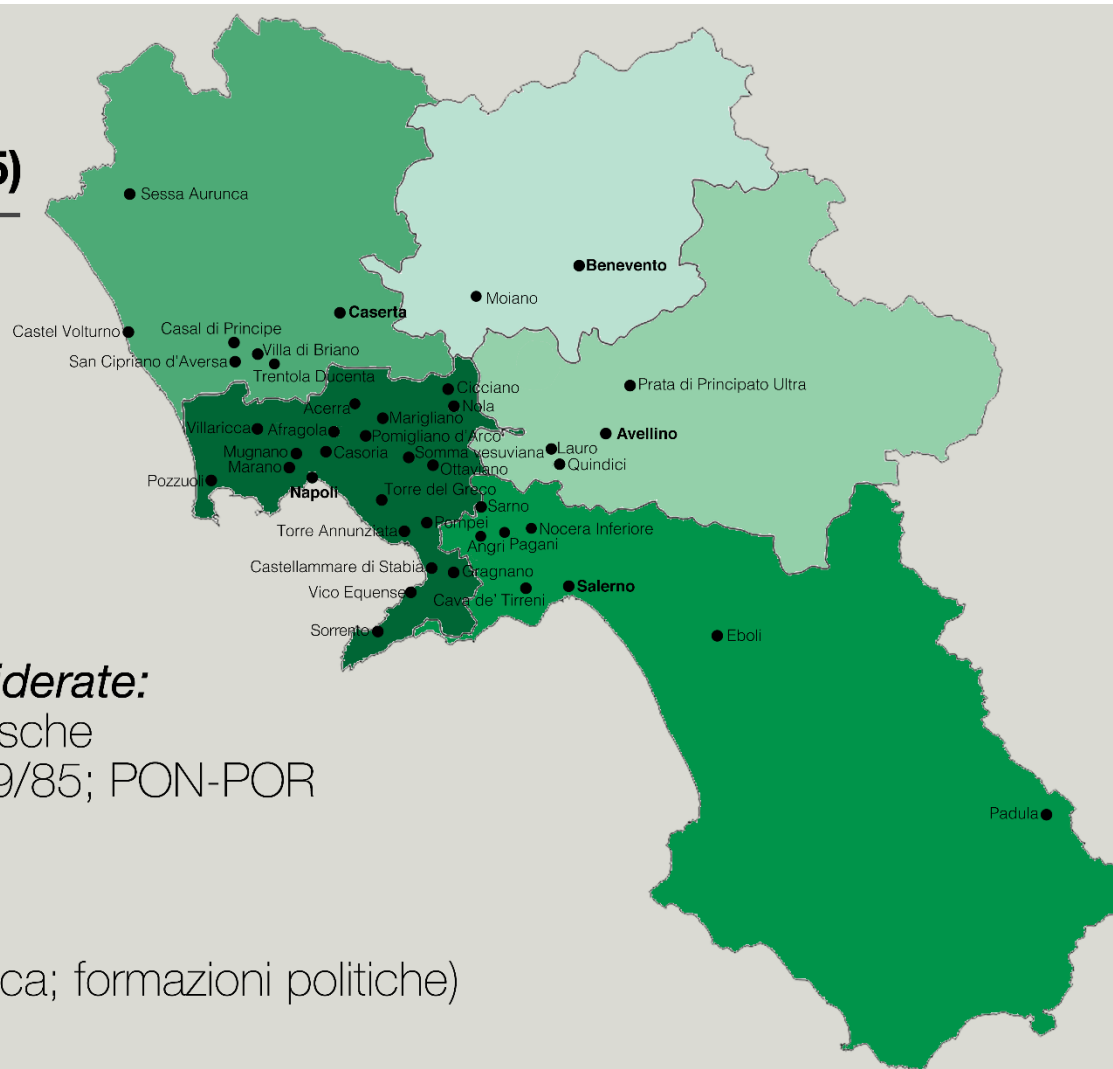 5)
Sessa Aurunca
Benevento
Moiano
Caserta
Castel Volturno
Casal di Principe
Villa di Briano
San Cipriano d'Aversa
Trentola Ducenta
Cicciano
Prata di Principato Ultra
Acerra
Nola
Marigliano
Villaricca
Afragola
Pomigliano d'Arco
Avellino
Mugnano
Casoria
Somma vesuviana
Lauro
Marano
Ottaviano
Quindici
Pozzuoli
Napoli
Torre del Greco
Sarno
Torre Annunziata
Pompei
Nocera Inferiore
Angri
Pagani
Castellammare di Stabia
Gragnano
Vico Equense
Cava de' Tirreni
Salerno
Sorrento
Eboli
iderate:
sche
9/85; PON-POR
Padula
ca; formazioni politiche)